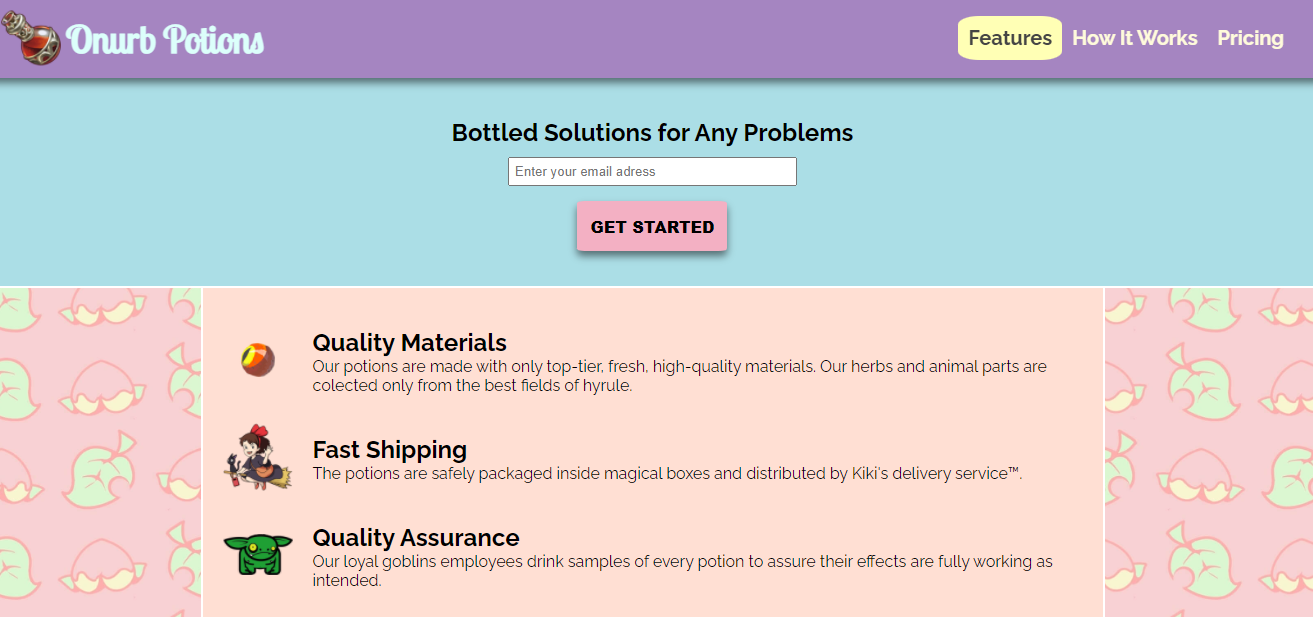 Onurb Potions
Features How It Works Pricing
Bottled Solutions for Any Problems
Enter your email adress
GET STARTED
Quality Materials
Our potions are made with only top-tier, fresh, high-quality materials. Our herbs and animal parts are
colected only from the best fields of hyrule.
Fast Shipping
The potions are safely packaged inside magical boxes and distributed by Kiki's delivery service™.
Quality Assurance
Our loyal goblins employees drink samples of every potion to assure their effects are fully working as
intended.